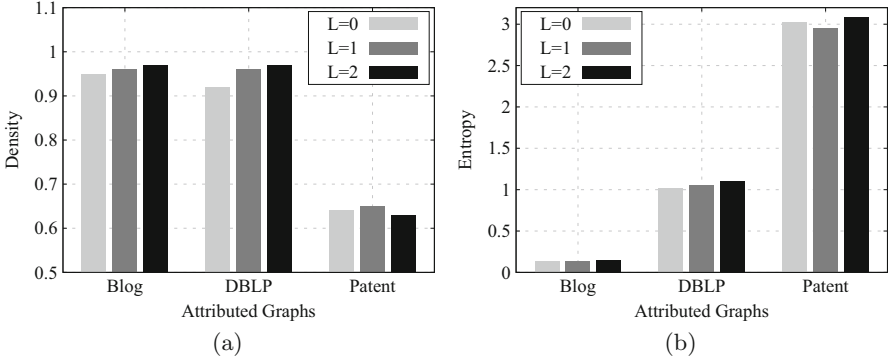 1.1
1
0.9
0.8
0.7
0.6
0.5
Density
L=0
L=1
L=2
Blog
DBLP
Patent
Attributed Graphs
(a)
3
2.5
2
1.5
1
0.5
0
Entropy
L=0
L=1
L=2
Blog
DBLP
Patent
Attributed Graphs
(b)